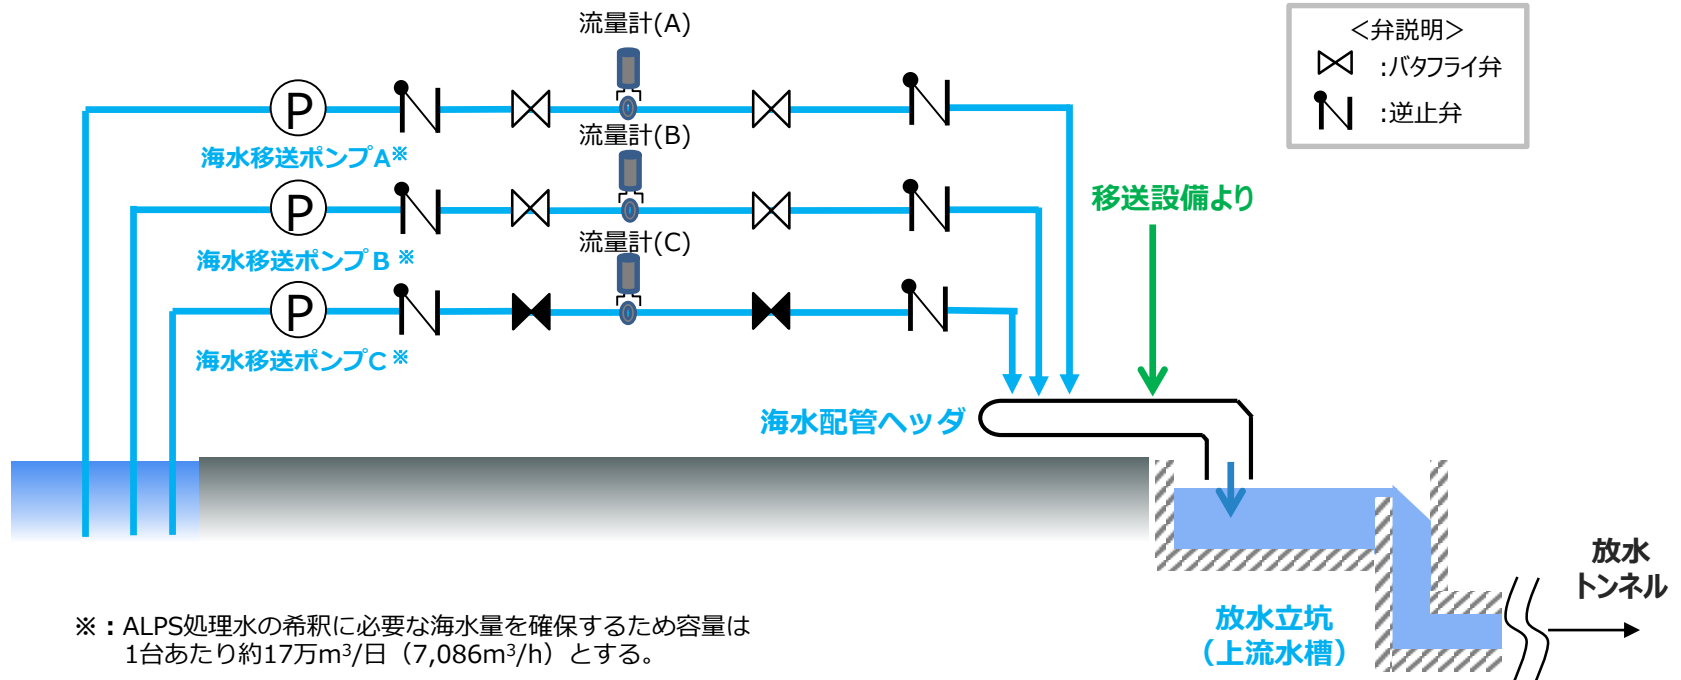 流量計(A)
<弁説明>
:バタフライ弁
:逆止弁
P
海水移送ポンプA※
流量計(B)
P
海水移送ポンプB※
移送設備より
流量計(C)
P
海水移送ポンプC※
海水配管ヘッダ
放水
トンネル
放水立坑
(上流水槽)
※:ALPS処理水の希釈に必要な海水量を確保するため容量は
1台あたり約17万m³/日(7,086m³/h)とする。